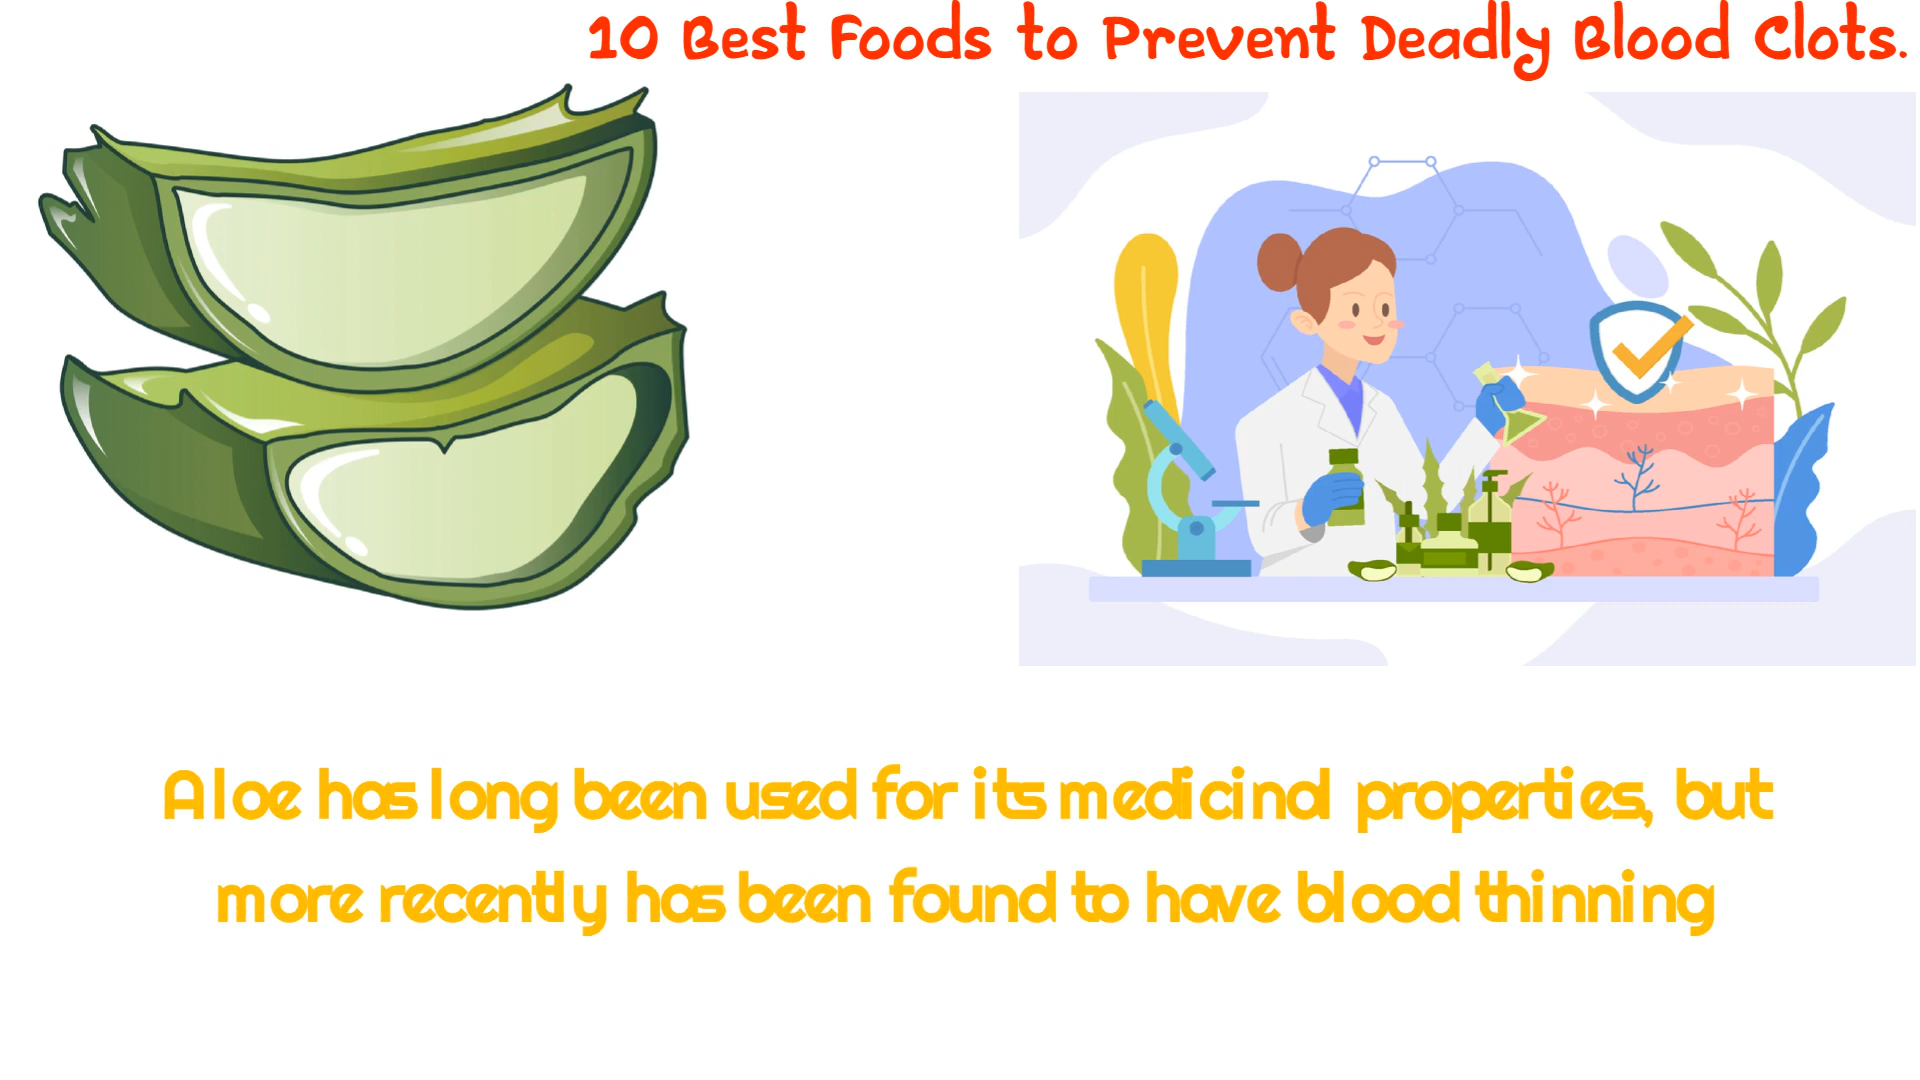 10 Best Foods to Prevent Deadly Blood Clots.
Aloe has long been used for its medicinal properties, but
more recently has been found to have blood thinning